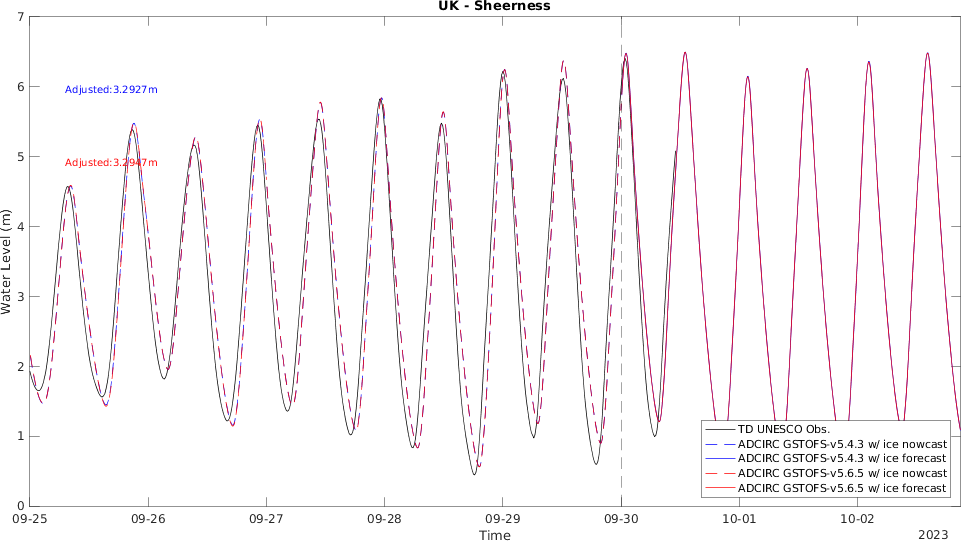 UK - Sheerness
7
6
5
4
3
2
1
0
Water Level (m)
Adjusted:3.2927m
Adjusted:3.2947m
TD UNESCO Obs.
ADCIRC GSTOFS-v5.4.3 w/ ice nowcast
ADCIRC GSTOFS-v5.4.3 w/ ice forecast
ADCIRC GSTOFS-v5.6.5 w/ ice nowcast
ADCIRC GSTOFS-v5.6.5 w/ ice forecast
09-25 09-26 09-27 09-28 09-29 09-30 10-01 10-02
Time
2023